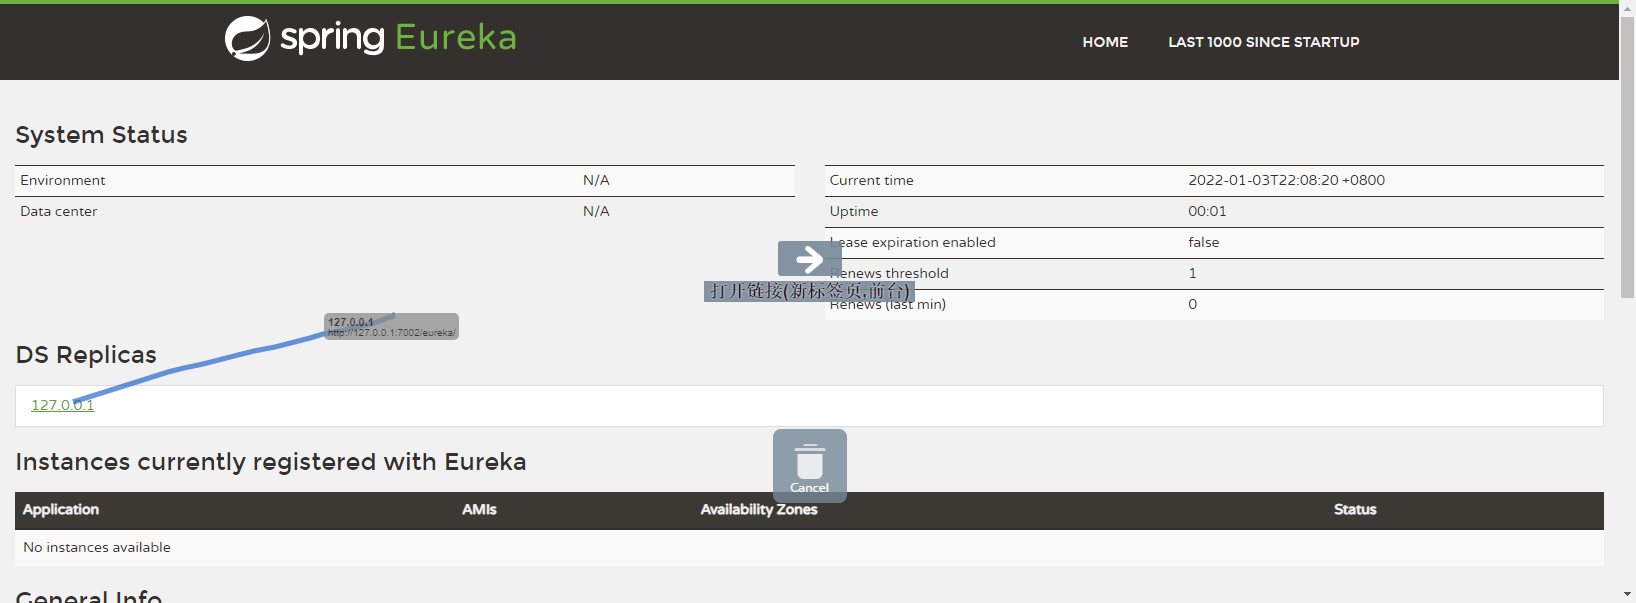 spring Eureka
HOME LAST 1000 SINCE STARTUP
System Status
Environment N/A
Data center N/A
Current time 2022-01-03T22:08:20 +0800
Uptime 00:01
Lease expiration enabled false
Renews threshold 1
Renews (last min) 0
打开链接(新标签页,前台)
127.0.0.1
http://127.0.0.1:7002/eureka/
DS Replicas
127.0.0.1
Instances currently registered with Eureka
Cancel
Application AMIs Availability Zones Status
No instances available
General Info